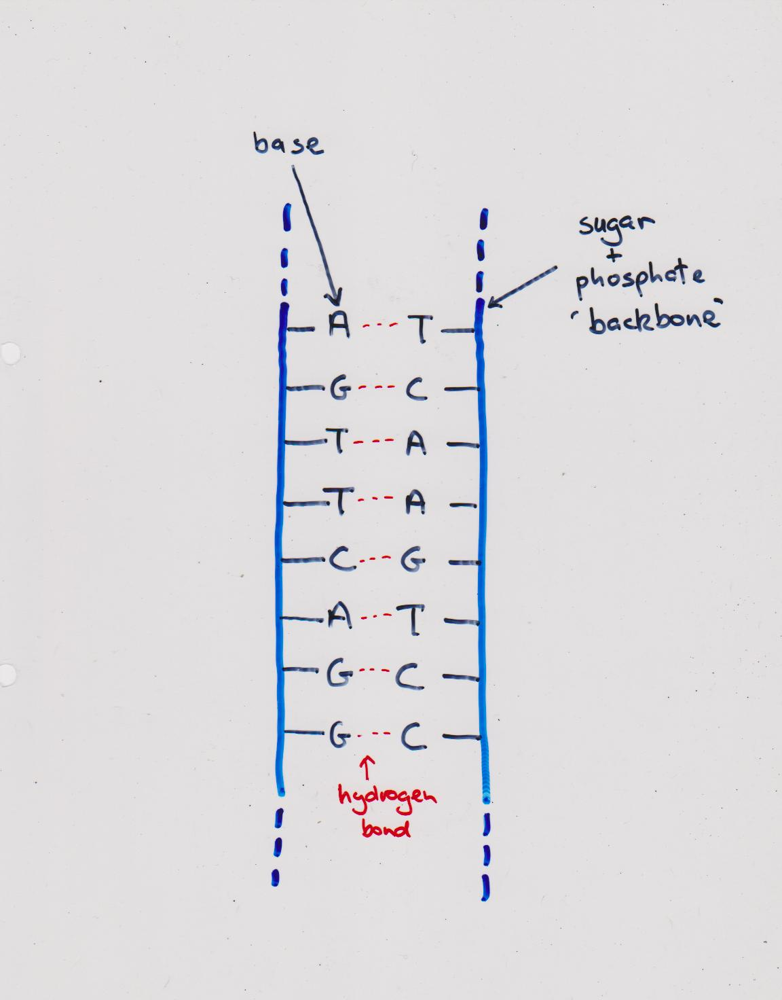 base
sugar
+
phosphate
"backbone"
A --- T
G --- C
T --- A
T --- A
C --- G
A --- T
G --- C
G --- C
↑
hydrogen
bond